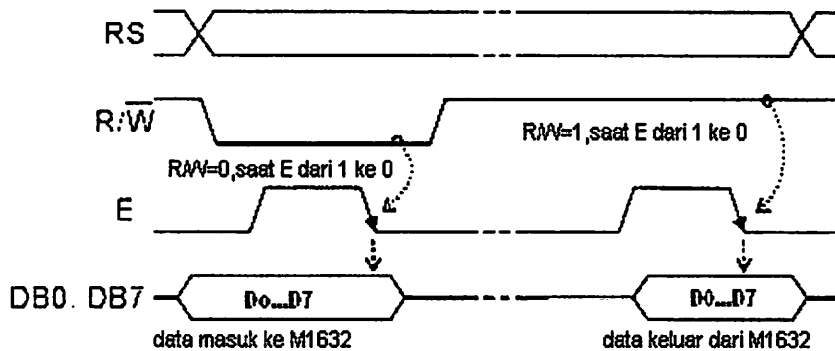 RS
R/W
R/W=0,saat E dari 1 ke 0
R/W=1,saat E dari 1 ke 0
E
DB0. DB7
Do...D7
D0...D7
data masuk ke M1632
data keluar dari M1632